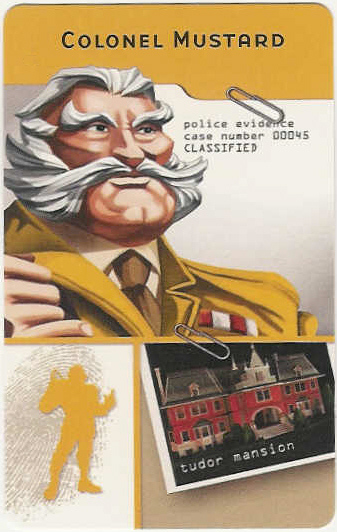 COLONEL MUSTARD
police evidence
case number 00045
CLASSIFIED
tudor mansion